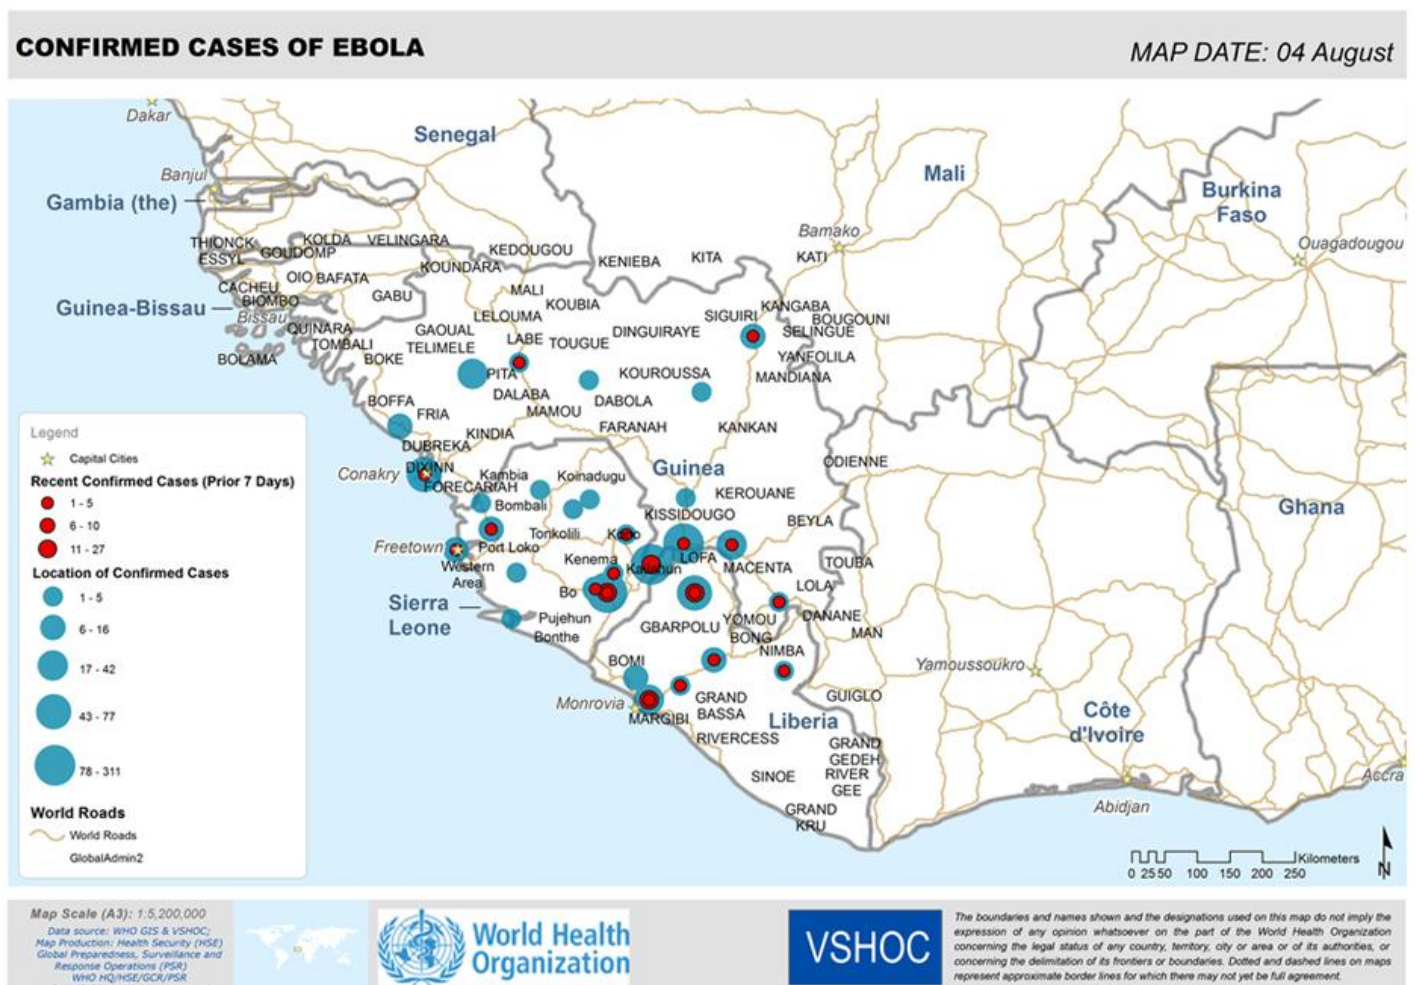 CONFIRMED CASES OF EBOLA
MAP DATE: 04 August
Dakar
Senegal
Mali
Banjul
Burkina
Faso
Gambia (the)
Bamako
Ouagadougou
THIONCK
ESSYL
KOLDA
GOUDOMP
VELINGARA
KEDOUGOU
KENIEBA
KITA
KATI
KOUNDARA
OIO
BAFATA
CACHEU
BIOMBO
GABU
MALI
KOUBIA
Guinea-Bissau
Bissau
LELOUMA
SIGUIRI
KANGABA
BOUGOUNI
QUINARA
TOMBALI
GAOUAL
TELIMELE
LABE
TOUGUE
DINGUIRAYE
SELINGUE
YANFOLILA
BOLAMA
BOKE
PITA
KOUROUSSA
MANDIANA
BOFFA
DALABA
DABOLA
FRIA
MAMOU
FARANAH
KANKAN
KINDIA
DUBREKA
Conakry
DIXINN
FORECARIAH
Kambia
Koinadugu
Guinea
ODIENNE
Bombali
KEROUANE
KISSIDOUGO
BEYLA
Ghana
Freetown
Port Loko
Tonkolili
Kono
Western
Area
Kenema
Kailahun
LOFA
MACENTA
TOUBA
LOLA
Sierra
Leone
Bo
Pujehun
Bonthe
GBARPOLU
YOMOU
BONG
DANANE
MAN
NIMBA
BOMI
Yamoussoukro
Monrovia
MARGIBI
GRAND
BASSA
GUIGLO
Liberia
Côte
d'Ivoire
RIVERCESS
GRAND
GEDEH
RIVER
GEE
SINOE
GRAND
KRU
Abidjan
Accra
Legend
Capital Cities
Recent Confirmed Cases (Prior 7 Days)
1 - 5
6 - 10
11 - 27
Location of Confirmed Cases
1 - 5
6 - 16
17 - 42
43 - 77
78 - 311
World Roads
World Roads
GlobalAdmin2
Kilometers
0 25 50 100 150 200 250
N
Map Scale (A3): 1:5,200,000
Data source: WHO GIS & VSHOC;
Map Production: Health Security (HSE)
Global Preparedness, Surveillance and
Response Operations (PSR)
WHO HQ/HSE/GCR/PSR
World Health
Organization
VSHOC
The boundaries and names shown and the designations used on this map do not imply the
expression of any opinion whatsoever on the part of the World Health Organization
concerning the legal status of any country, territory, city or area or of its authorities, or
concerning the delimitation of its frontiers or boundaries. Dotted and dashed lines on maps
represent approximate border lines for which there may not yet be full agreement.